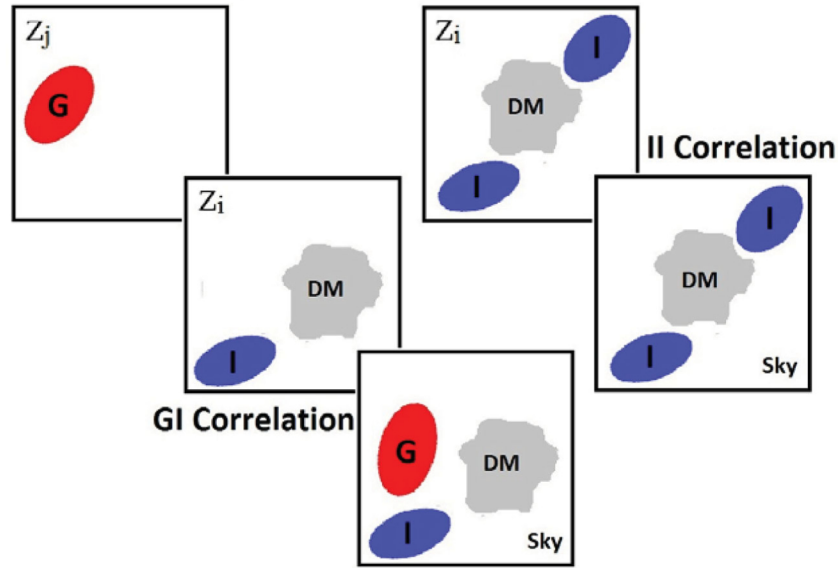 Zj
G
Zi
DM
I
GI Correlation
G
DM
I
Sky
Zi
I
DM
I
II Correlation
I
DM
I
Sky